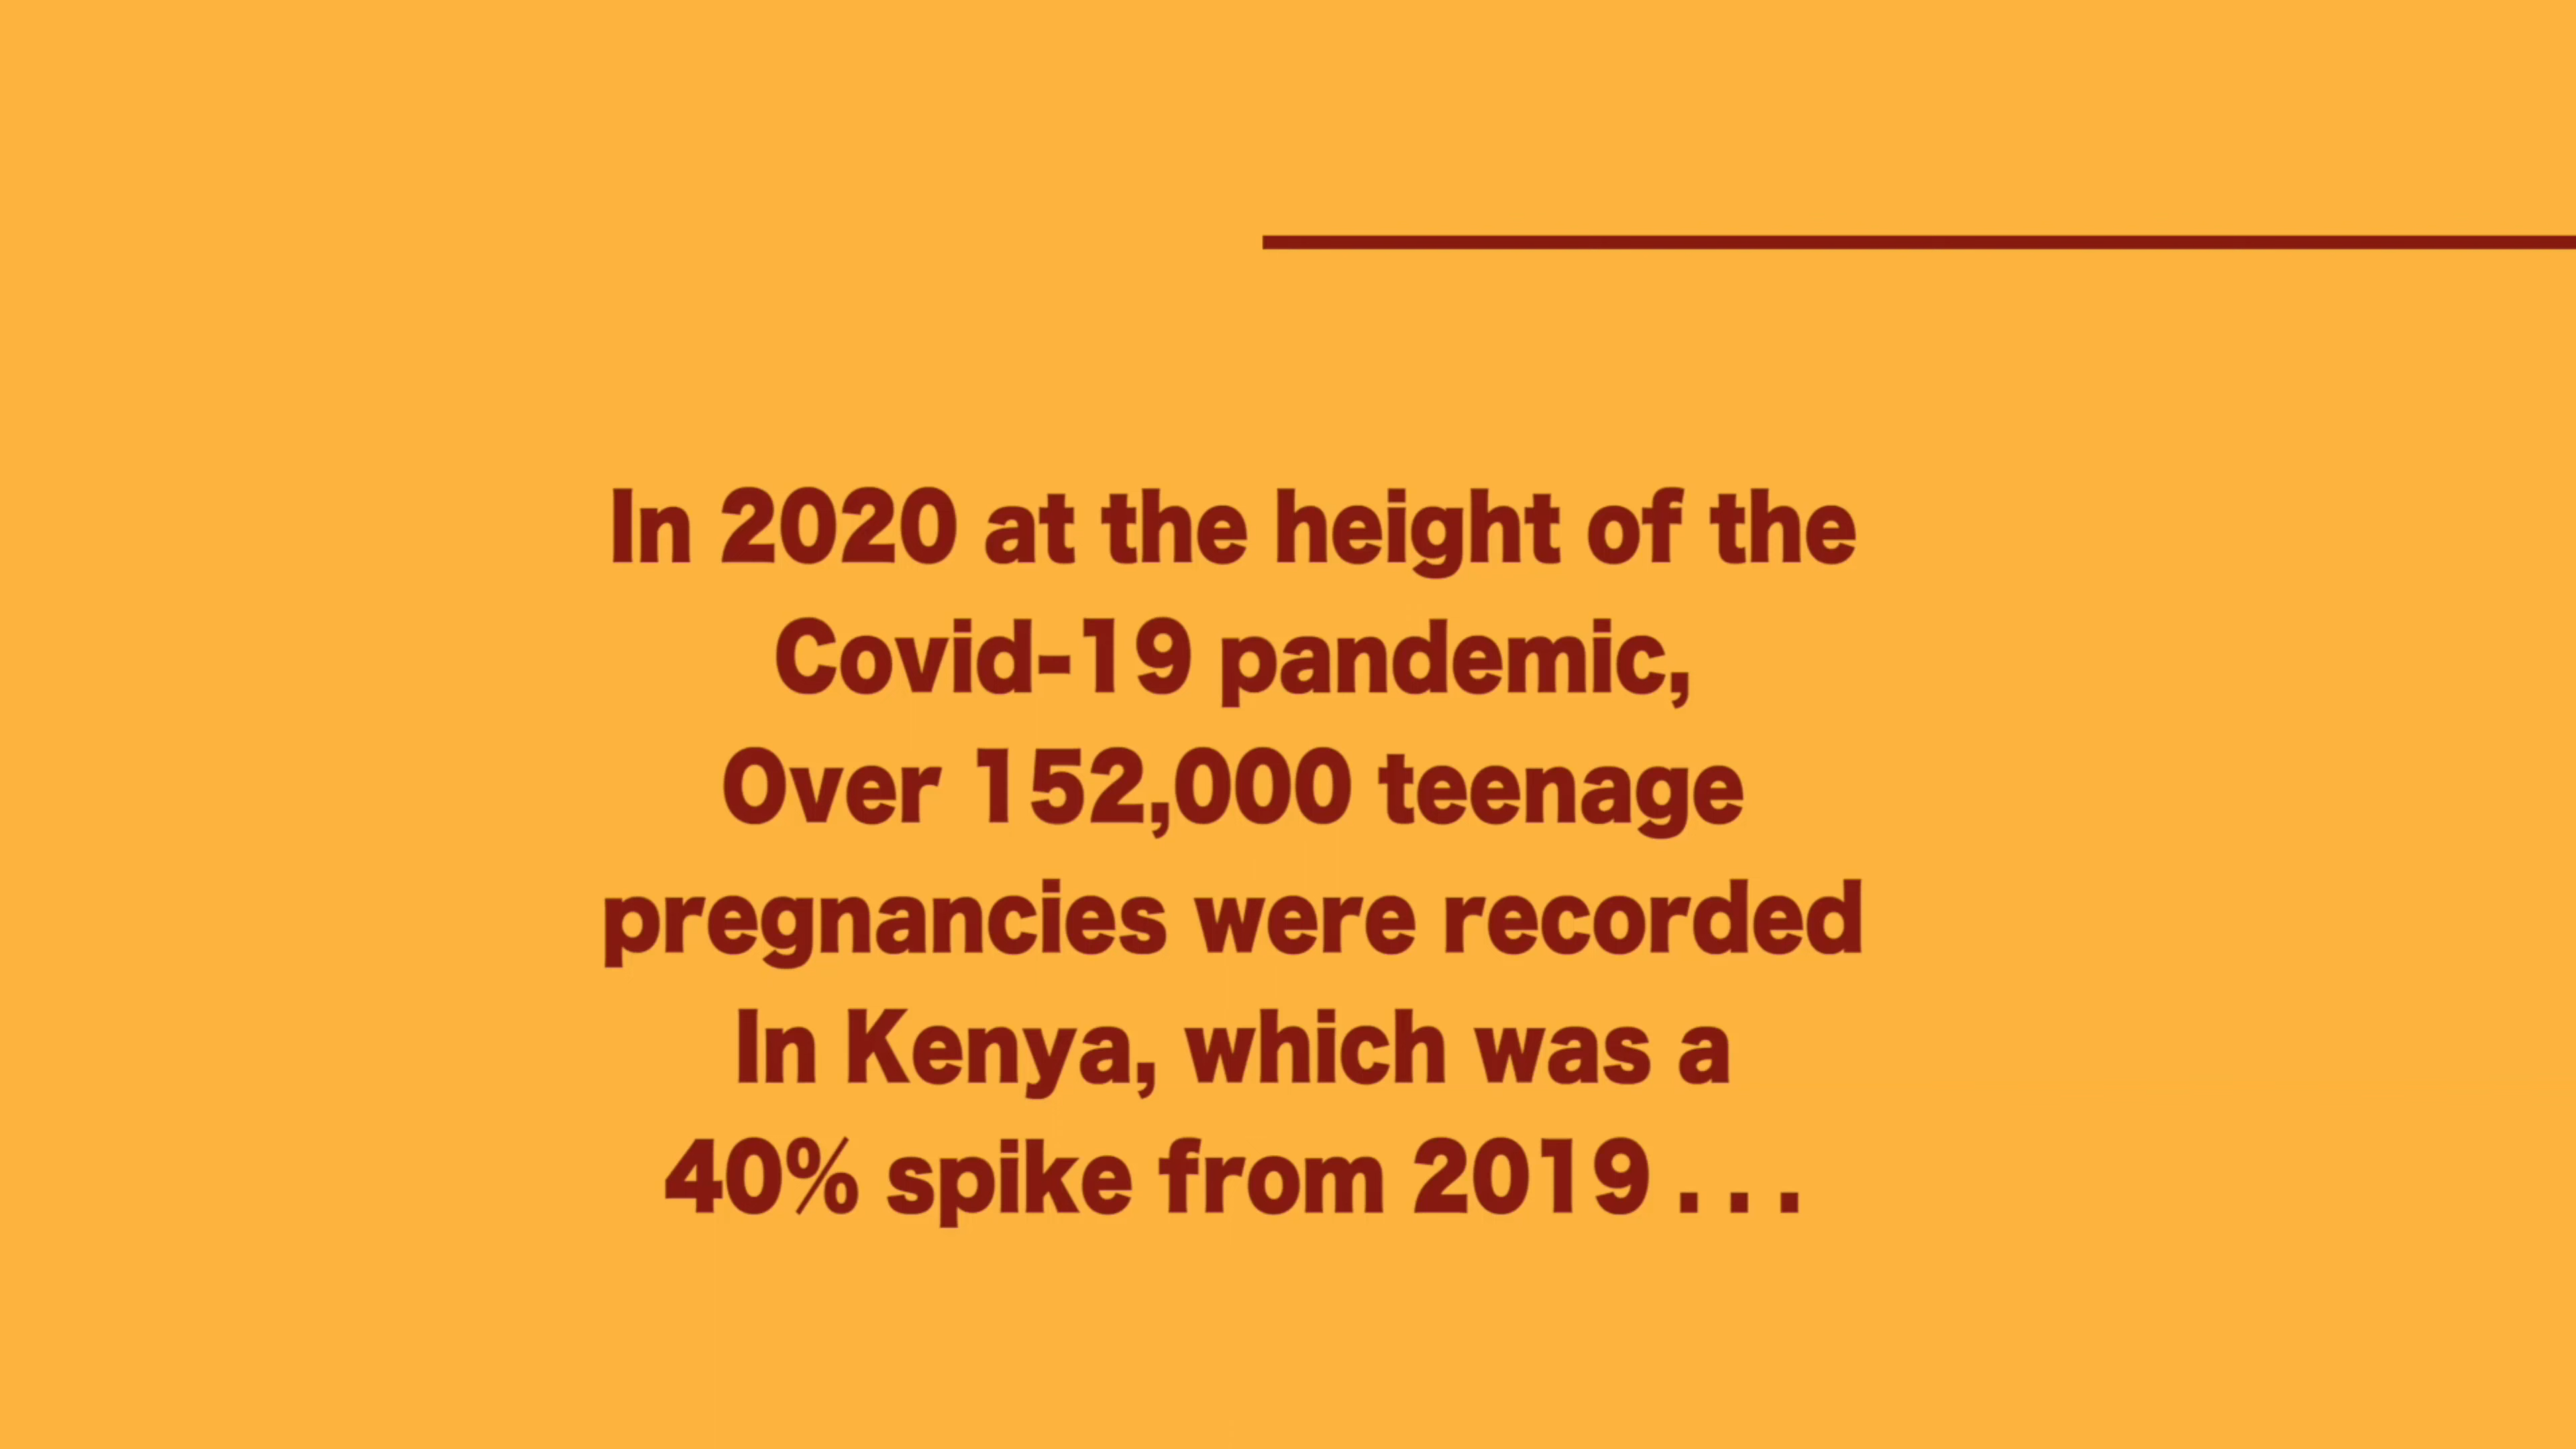 In 2020 at the height of the
Covid-19 pandemic,
Over 152,000 teenage
pregnancies were recorded
In Kenya, which was a
40% spike from 2019 . . .